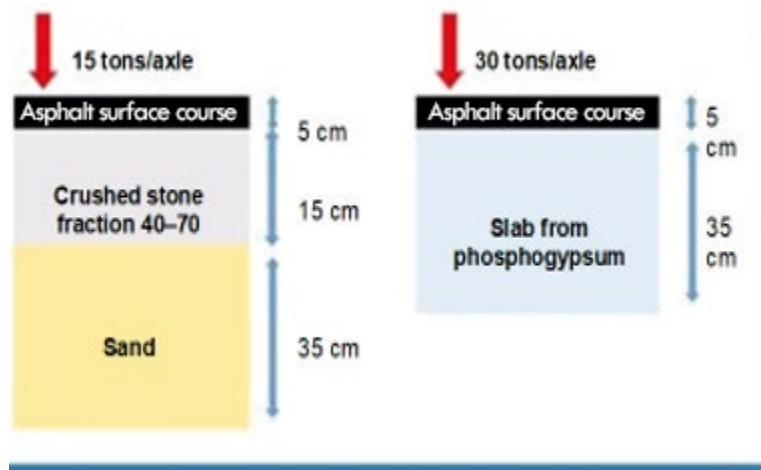 15 tons/axle
Asphalt surface course
5 cm
Crushed stone
fraction 40–70
15 cm
Sand
35 cm
30 tons/axle
Asphalt surface course
5
cm
Slab from
phosphogypsum
35
cm